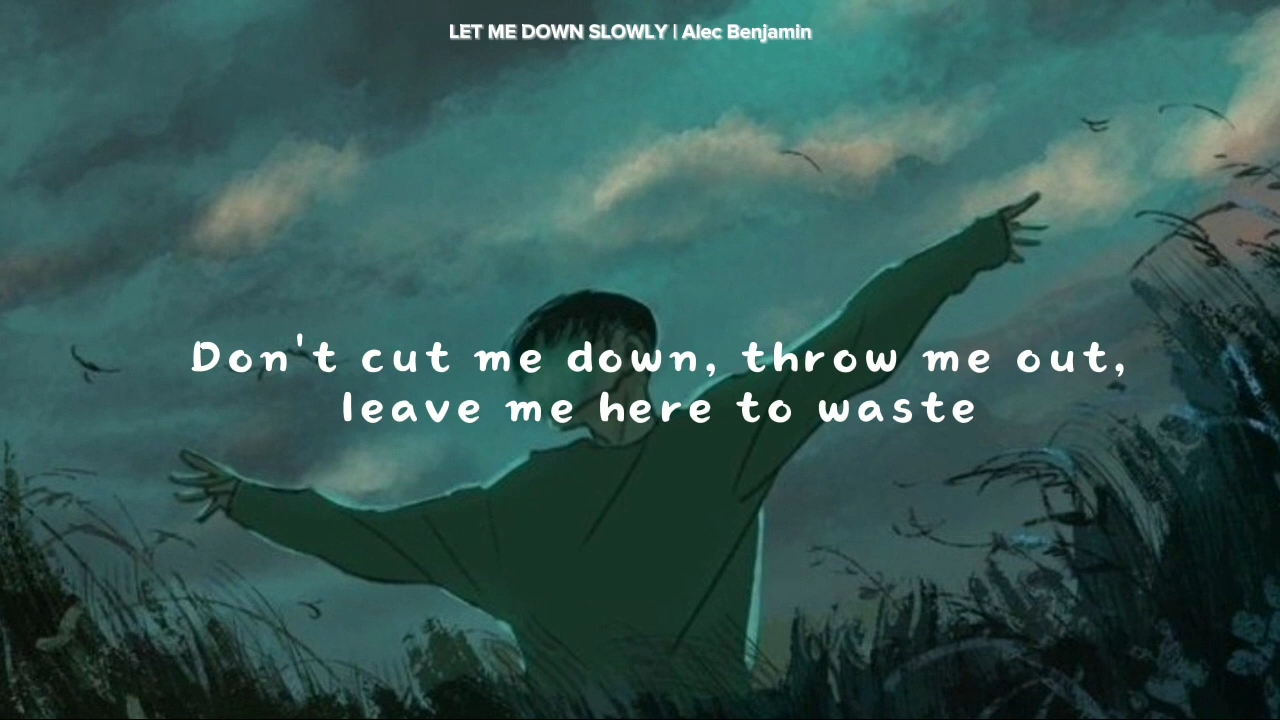 LET ME DOWN SLOWLY | Alec Benjamin
Don't cut me down, throw me out,
leave me here to waste